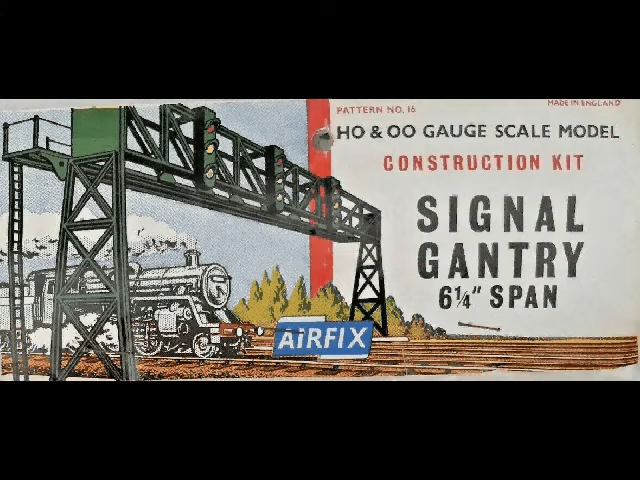 PATTERN NO. 16
MADE IN ENGLAND
HO & OO GAUGE SCALE MODEL
CONSTRUCTION KIT
SIGNAL
GANTRY
6¼" SPAN
AiRFIX